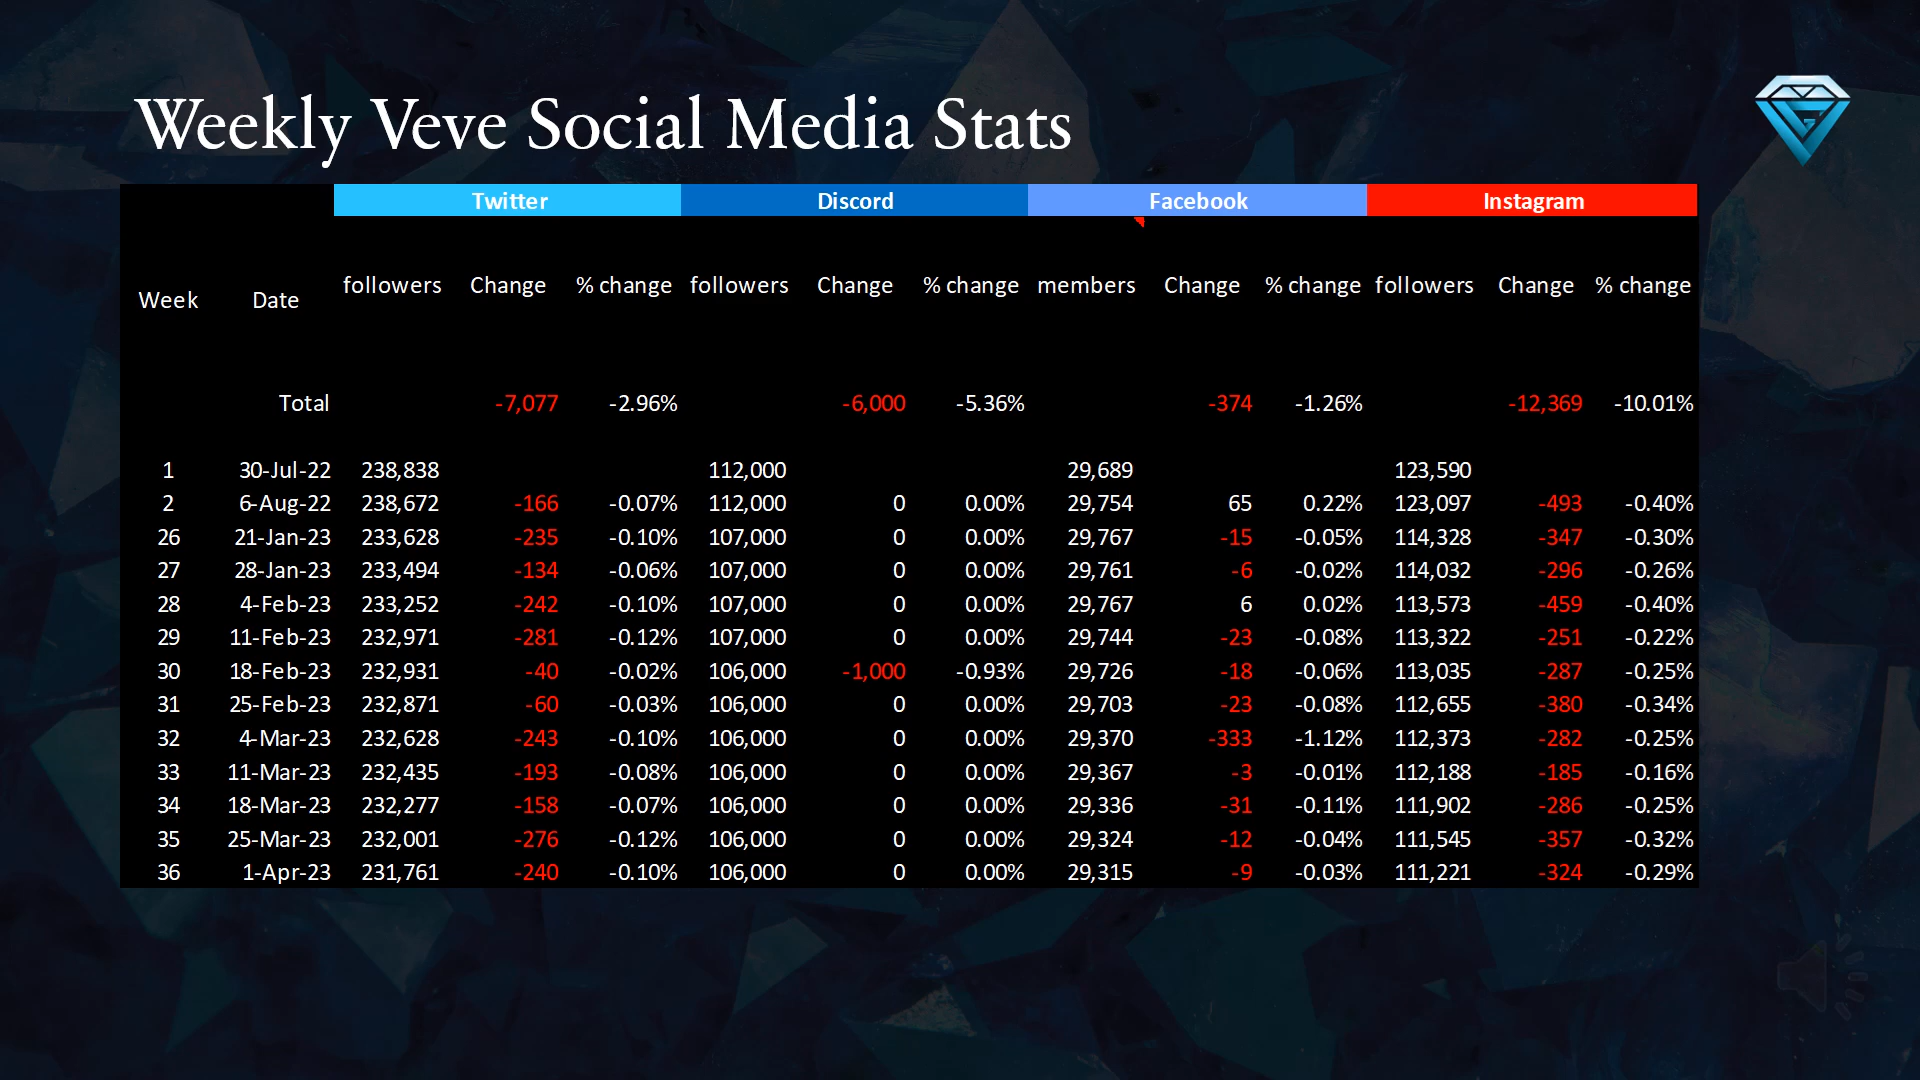 Weekly Veve Social Media Stats
Twitter Discord Facebook Instagram
followers Change % change followers Change % change members Change % change followers Change % change
Week Date
Total -7,077 -2.96% -6,000 -5.36% -374 -1.26% -12,369 -10.01%
1 30-Jul-22 238,838 112,000 29,689 123,590
2 6-Aug-22 238,672 -166 -0.07% 112,000 0 0.00% 29,754 65 0.22% 123,097 -493 -0.40%
26 21-Jan-23 233,628 -235 -0.10% 107,000 0 0.00% 29,767 -15 -0.05% 114,328 -347 -0.30%
27 28-Jan-23 233,494 -134 -0.06% 107,000 0 0.00% 29,761 -6 -0.02% 114,032 -296 -0.26%
28 4-Feb-23 233,252 -242 -0.10% 107,000 0 0.00% 29,767 6 0.02% 113,573 -459 -0.40%
29 11-Feb-23 232,971 -281 -0.12% 107,000 0 0.00% 29,744 -23 -0.08% 113,322 -251 -0.22%
30 18-Feb-23 232,931 -40 -0.02% 106,000 -1,000 -0.93% 29,726 -18 -0.06% 113,035 -287 -0.25%
31 25-Feb-23 232,871 -60 -0.03% 106,000 0 0.00% 29,703 -23 -0.08% 112,655 -380 -0.34%
32 4-Mar-23 232,628 -243 -0.10% 106,000 0 0.00% 29,370 -333 -1.12% 112,373 -282 -0.25%
33 11-Mar-23 232,435 -193 -0.08% 106,000 0 0.00% 29,367 -3 -0.01% 112,188 -185 -0.16%
34 18-Mar-23 232,277 -158 -0.07% 106,000 0 0.00% 29,336 -31 -0.11% 111,902 -286 -0.25%
35 25-Mar-23 232,001 -276 -0.12% 106,000 0 0.00% 29,324 -12 -0.04% 111,545 -357 -0.32%
36 1-Apr-23 231,761 -240 -0.10% 106,000 0 0.00% 29,315 -9 -0.03% 111,221 -324 -0.29%